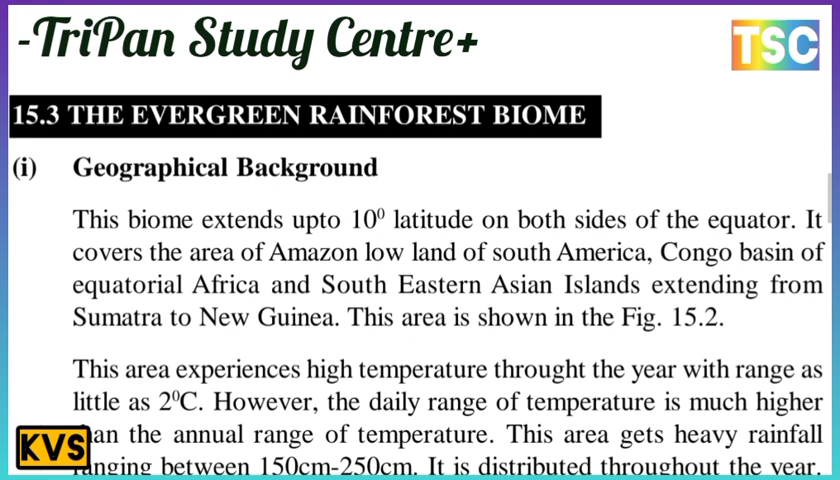 -TriPan Study Centre+
TSC
15.3 THE EVERGREEN RAINFOREST BIOME
(i) Geographical Background
This biome extends upto 10⁰ latitude on both sides of the equator. It
covers the area of Amazon low land of south America, Congo basin of
equatorial Africa and South Eastern Asian Islands extending from
Sumatra to New Guinea. This area is shown in the Fig. 15.2.
This area experiences high temperature throught the year with range as
little as 2⁰C. However, the daily range of temperature is much higher
the annual range of temperature. This area gets heavy rainfall
between 150cm-250cm. It is distributed throughout the year.
KVS